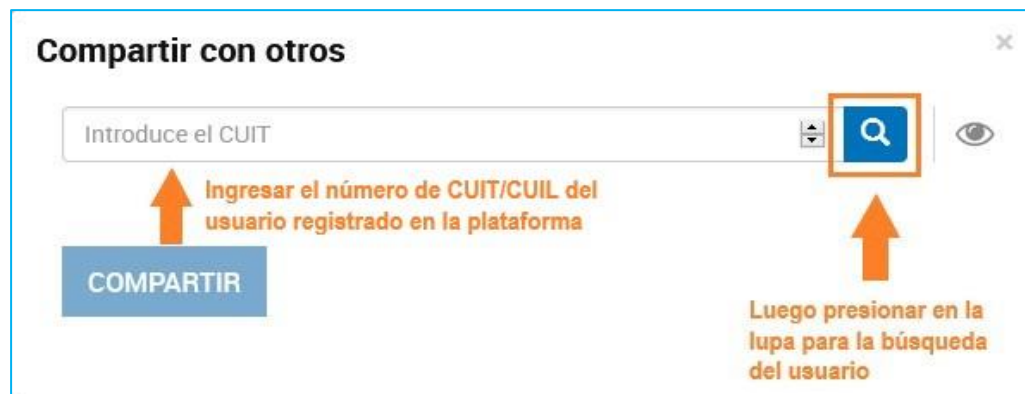 Compartir con otros
×
Introduce el CUIT
Ingresar el número de CUIT/CUIL del
usuario registrado en la plataforma
COMPARTIR
Luego presionar en la
lupa para la búsqueda
del usuario